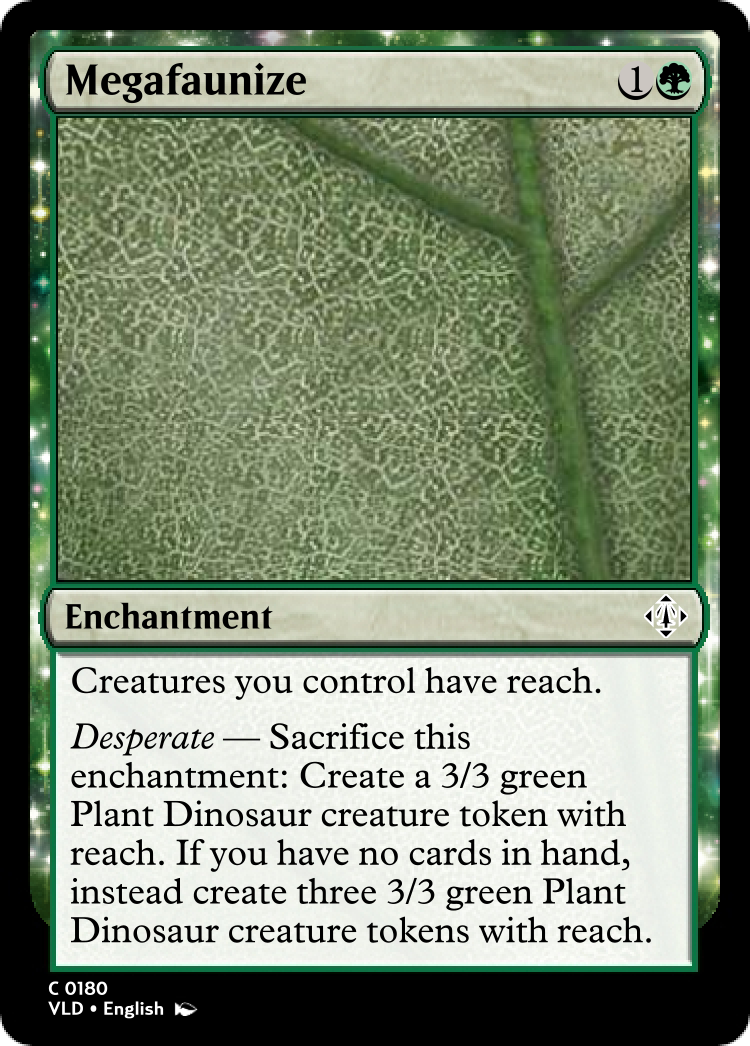 Megafaunize 1
Enchantment
Creatures you control have reach.
Desperate — Sacrifice this
enchantment: Create a 3/3 green
Plant Dinosaur creature token with
reach. If you have no cards in hand,
instead create three 3/3 green Plant
Dinosaur creature tokens with reach.
C 0180
VLD • English